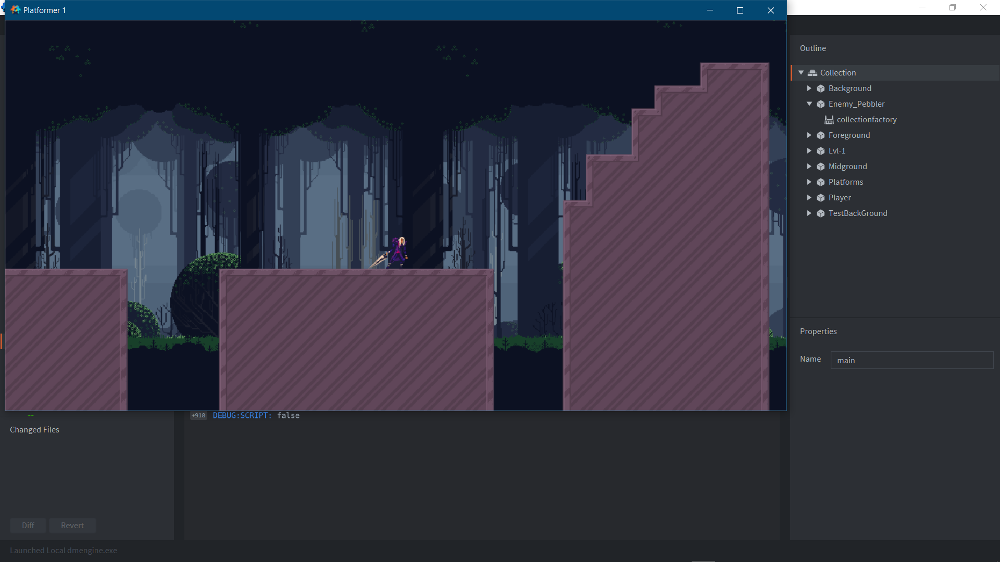 Platformer 1
Outline
Collection
Background
Enemy_Pebbler
collectionfactory
Foreground
Lvl-1
Midground
Platforms
Player
TestBackGround
Properties
Name main
+918 DEBUG:SCRIPT: false
Changed Files
Diff Revert
Launched Local dmengine.exe